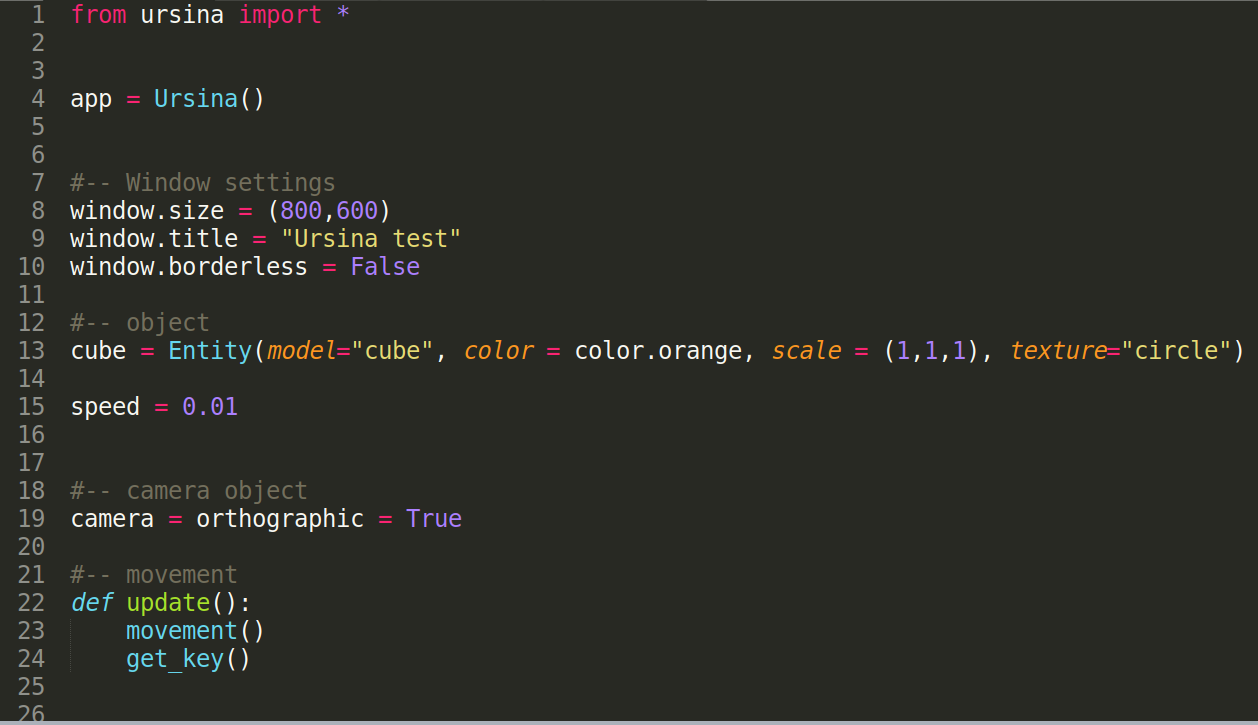 1 from ursina import *
2
3
4 app = Ursina()
5
6
7 #-- Window settings
8 window.size = (800,600)
9 window.title = "Ursina test"
10 window.borderless = False
11
12 #-- object
13 cube = Entity(model="cube", color = color.orange, scale = (1,1,1), texture="circle")
14
15 speed = 0.01
16
17
18 #-- camera object
19 camera = orthographic = True
20
21 #-- movement
22 def update():
23     movement()
24     get_key()
25
26